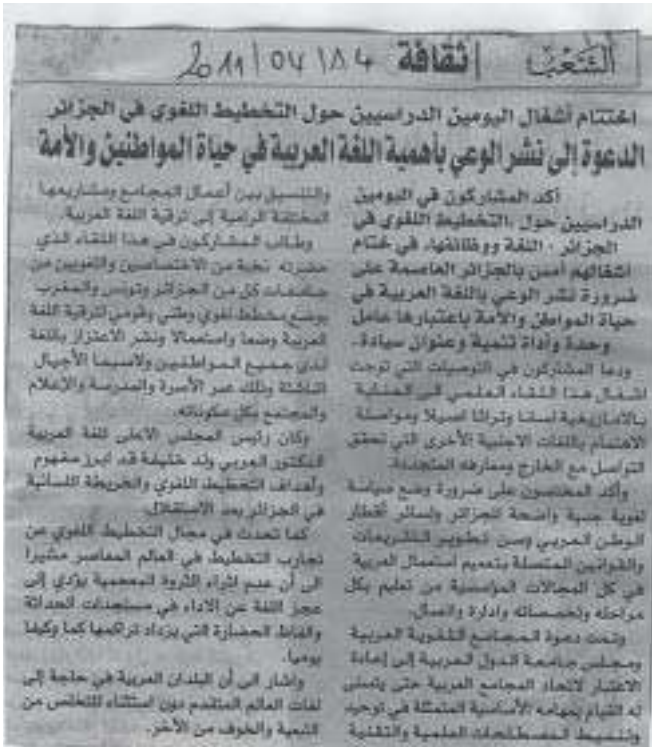 الشعب
ثقافة
2011/04/14
اختتام أشغال اليومين الدراسيين حول التخطيط اللغوي في الجزائر
الدعوة إلى نشر الوعي بأهمية اللغة العربية في حياة المواطنين والأمة
أكد المشاركون في اليومين
الدراسيين حول «التخطيط اللغوي في
الجزائر - اللغة ووظائفها» في ختام
أشغالهم أمس بالجزائر العاصمة على
ضرورة نشر الوعي باللغة العربية في
حياة المواطن والأمة باعتبارها عامل
وحدة وأداة تنمية وعنوان سيادة.
ودعا المشاركون في التوصيات التي توجت
أشغال هذا اللقاء العلمي الى العناية
بالأمازيغية لسانا وتراثا أصيلا ومواصلة
الاهتمام باللغات الاجنبية الأخرى التي تحقق
التواصل مع الخارج ومعارفه المتجددة.
وأكد المختصون على ضرورة وضع سياسة
لغوية جدية واضحة للجزائر ولسائر أقطار
الوطن العربي وسن تطوير التشريعات
والقوانين المتصلة بتعميم استعمال العربية
في كل المجالات المؤسسية من تعليم بكل
مراحله وتخصصاته وادارة وأعمال.
وتمت دعوة المجامع اللغوية العربية
ومجلس جامعة الدول العربية إلى إعادة
الاعتبار لاتحاد المجامع العربية حتى يتسنى
له القيام بمهامه الأساسية المتمثلة في توحيد
وتنميط المصطلحات العلمية والتقنية
والتنسيق بين أعمال المجامع ومشاريعها
المختلفة الرامية إلى ترقية اللغة العربية.
وطالب المشاركون في هذا اللقاء الذي
حضرته نخبة من الاختصاصيين واللغويين من
جامعات كل من الجزائر وتونس والمغرب
بوضع مخطط لغوي وطني وقومي لترقية اللغة
العربية وضعا واستعمالا ونشر الاعتزاز باللغة
لدى جميع المواطنين ولاسيما الأجيال
الناشئة وذلك عبر الأسرة والمدرسة والإعلام
والمجتمع بكل مكوناته.
وكان رئيس المجلس الأعلى للغة العربية
الدكتور العربي ولد خليفة قد أبرز مفهوم
وأهداف التخطيط اللغوي والخريطة اللسانية
في الجزائر بعد الاستقلال.
كما تحدث في مجال التخطيط اللغوي عن
تجارب التخطيط في العالم المعاصر مشيرا
الى أن عدم اثراء الثروة المعجمية يؤدي إلى
عجز اللغة عن الاداء في مستجدات الحداثة
والفاظ الحضارة التي يزداد تراكمها كما وكيفا
يوميا.
وأشار الى أن البلدان العربية في حاجة إلى
لغات العالم المتقدم دون استثناء للتخلص من
التبعية والخوف من الآخر.